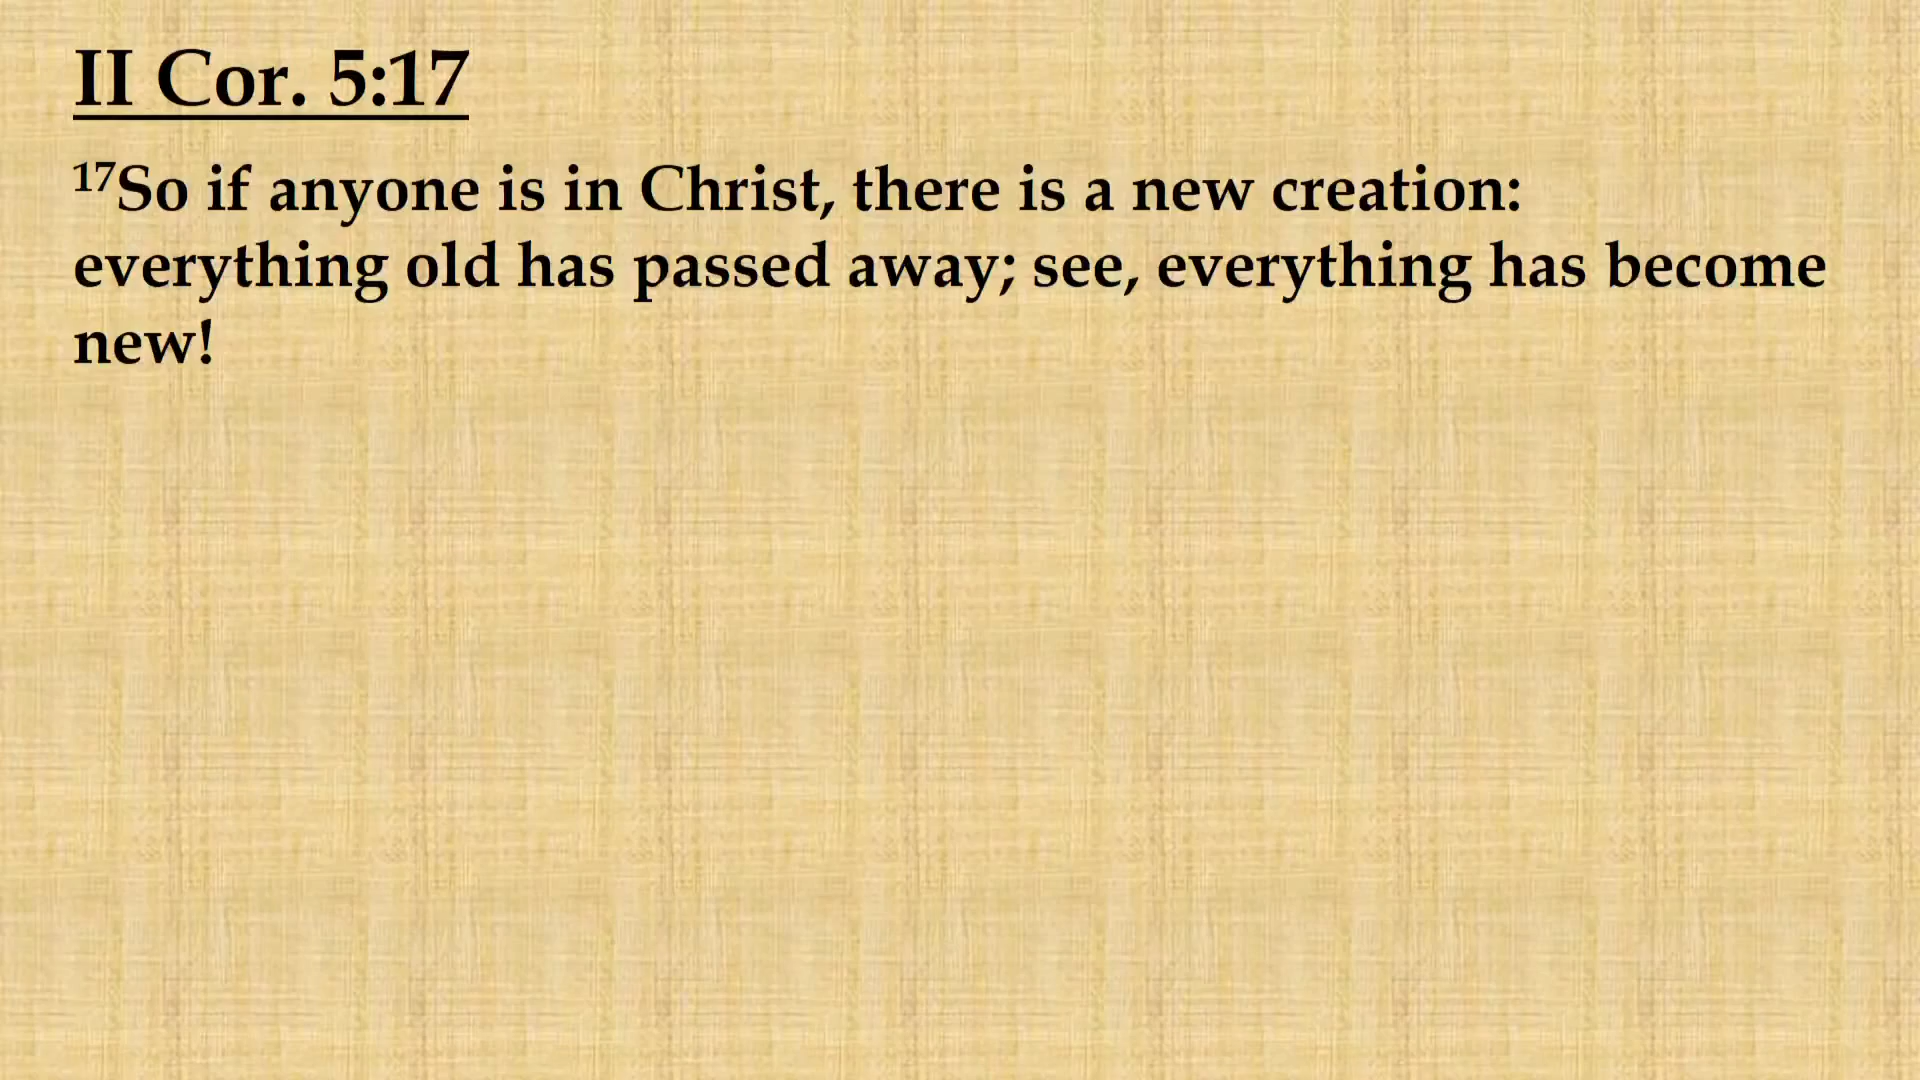 II Cor. 5:17
17So if anyone is in Christ, there is a new creation:
everything old has passed away; see, everything has become
new!